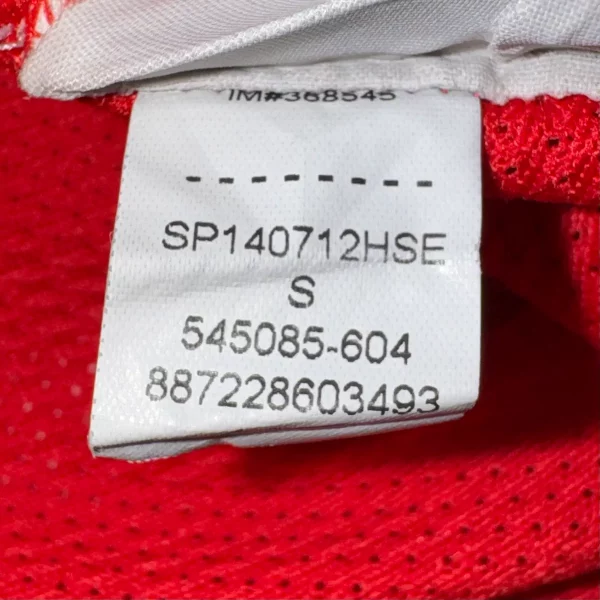 IM#368545
--------
SP140712HSE
S
545085-604
887228603493